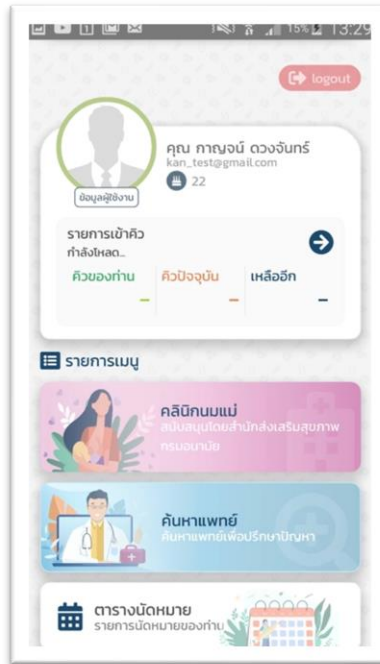 15% 13:29
logout
คุณ กาญจน์ ดวงจันทร์
kan_test@gmail.com
22
ข้อมูลผู้ใช้งาน
รายการเข้าคิว
กำลังโหลด...
คิวของท่าน คิวปัจจุบัน เหลืออีก
- - -
รายการเมนู
คลินิกนมแม่
สนับสนุนโดยสำนักส่งเสริมสุขภาพ
กรมอนามัย
ค้นหาแพทย์
ค้นหาแพทย์เพื่อปรึกษาปัญหา
ตารางนัดหมาย
รายการนัดหมายของท่าน